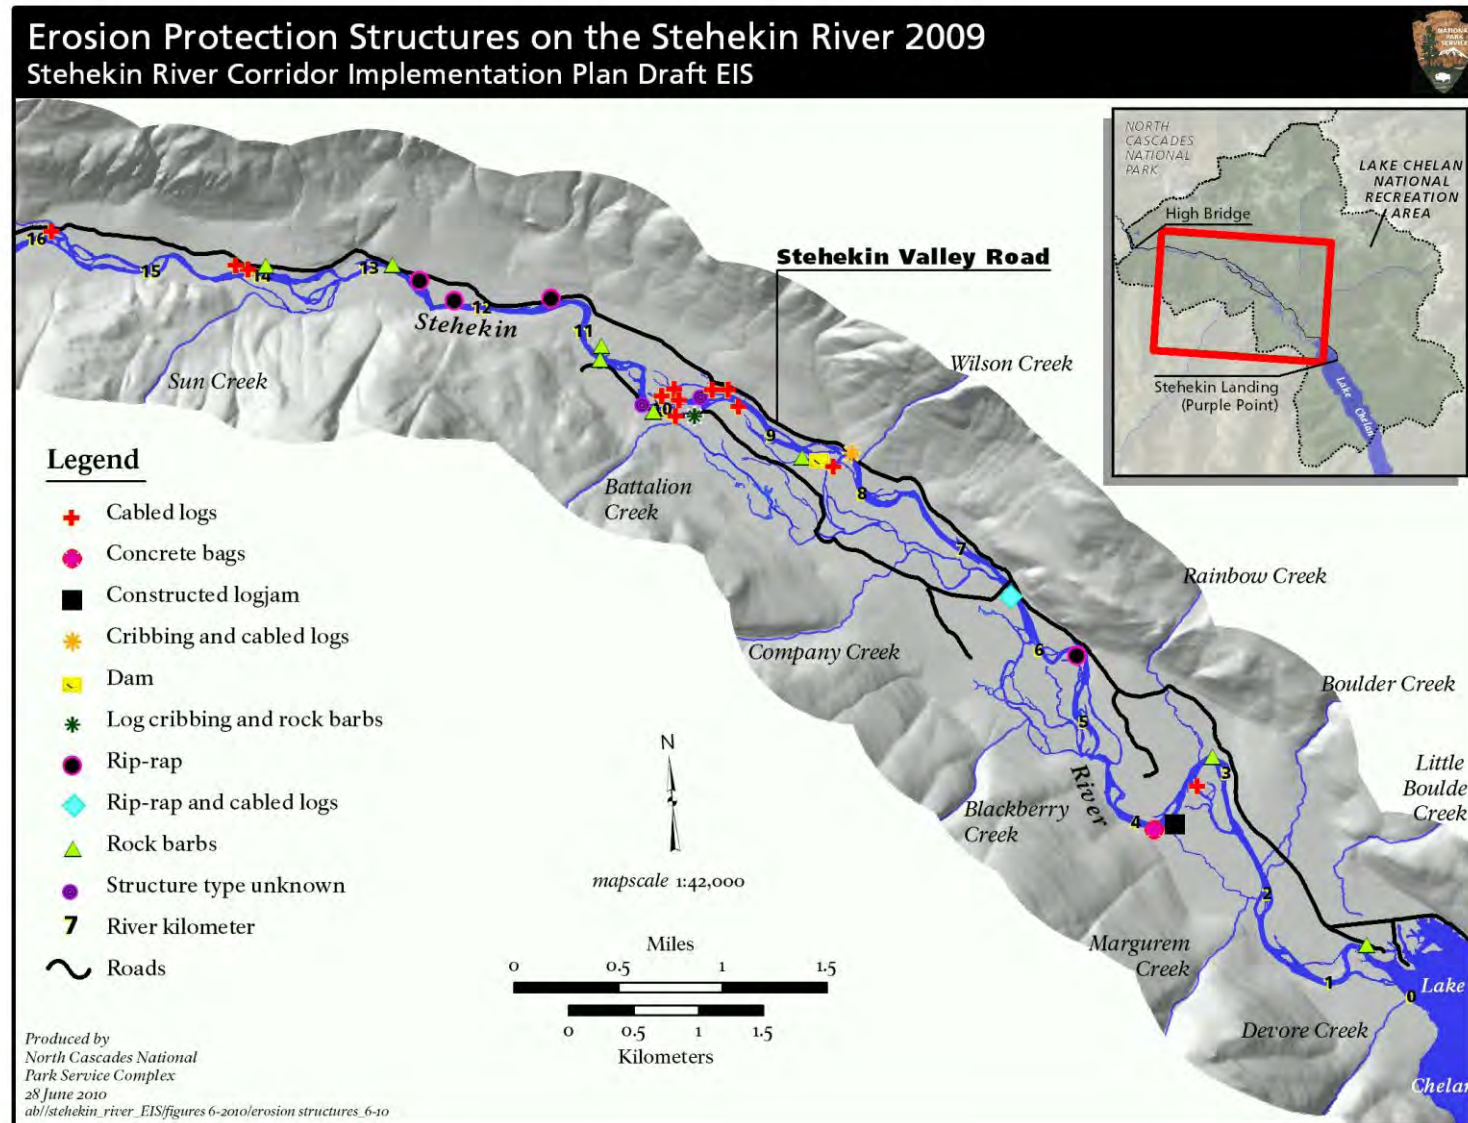 Erosion Protection Structures on the Stehekin River 2009
Stehekin River Corridor Implementation Plan Draft EIS
NATIONAL
PARK
SERVICE
NORTH
CASCADES
NATIONAL
PARK
LAKE CHELAN
NATIONAL
RECREATION
AREA
High Bridge
Stehekin Landing
(Purple Point)
Lake Chelan
Stehekin Valley Road
16
15
14
13
12
11
Stehekin
Sun Creek
Wilson Creek
0
9
8
7
Battalion
Creek
Rainbow Creek
Company Creek
6
5
Boulder Creek
Little
Boulde
Creek
River
Blackberry
Creek
4
3
2
Margurem
Creek
1
0
Lake
Devore Creek
Chelan
Legend
Cabled logs
Concrete bags
Constructed logjam
Cribbing and cabled logs
Dam
Log cribbing and rock barbs
Rip-rap
Rip-rap and cabled logs
Rock barbs
Structure type unknown
7 River kilometer
Roads
N
mapscale 1:42,000
Miles
0 0.5 1 1.5
0 0.5 1 1.5
Kilometers
Produced by
North Cascades National
Park Service Complex
28 June 2010
ab//stehekin_river_EIS/figures 6-2010/erosion structures_6-10